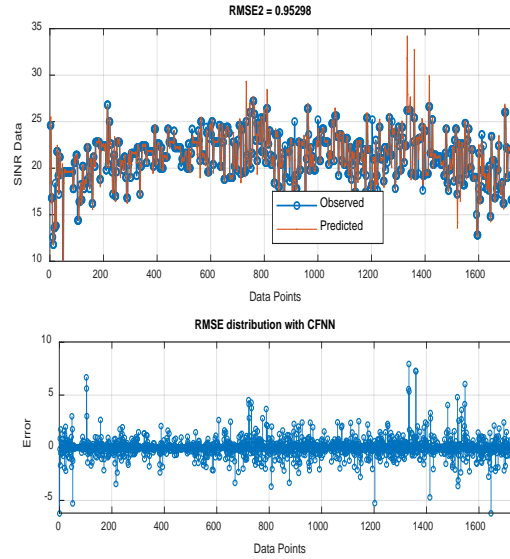 RMSE2 = 0.95298
35
30
25
20
15
10
SINR Data
0 200 400 600 800 1000 1200 1400 1600
Data Points
Observed
Predicted
RMSE distribution with CFNN
10
5
0
-5
Error
0 200 400 600 800 1000 1200 1400 1600
Data Points